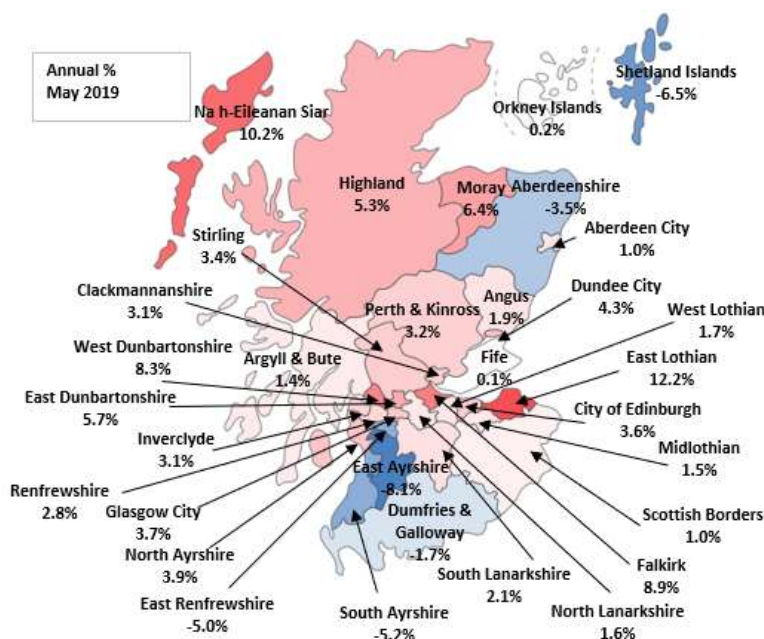 Annual %
May 2019
Shetland Islands
-6.5%
Na h-Eileanan Siar
10.2%
Orkney Islands
0.2%
Highland
5.3%
Moray
6.4%
Aberdeenshire
-3.5%
Aberdeen City
1.0%
Stirling
3.4%
Clackmannanshire
3.1%
Perth & Kinross
3.2%
Angus
1.9%
Dundee City
4.3%
West Lothian
1.7%
West Dunbartonshire
8.3%
Argyll & Bute
1.4%
Fife
0.1%
East Lothian
12.2%
East Dunbartonshire
5.7%
City of Edinburgh
3.6%
Inverclyde
3.1%
Midlothian
1.5%
East Ayrshire
-8.1%
Renfrewshire
2.8%
Glasgow City
3.7%
Dumfries &
Galloway
-1.7%
Scottish Borders
1.0%
North Ayrshire
3.9%
South Lanarkshire
2.1%
Falkirk
8.9%
East Renfrewshire
-5.0%
South Ayrshire
-5.2%
North Lanarkshire
1.6%